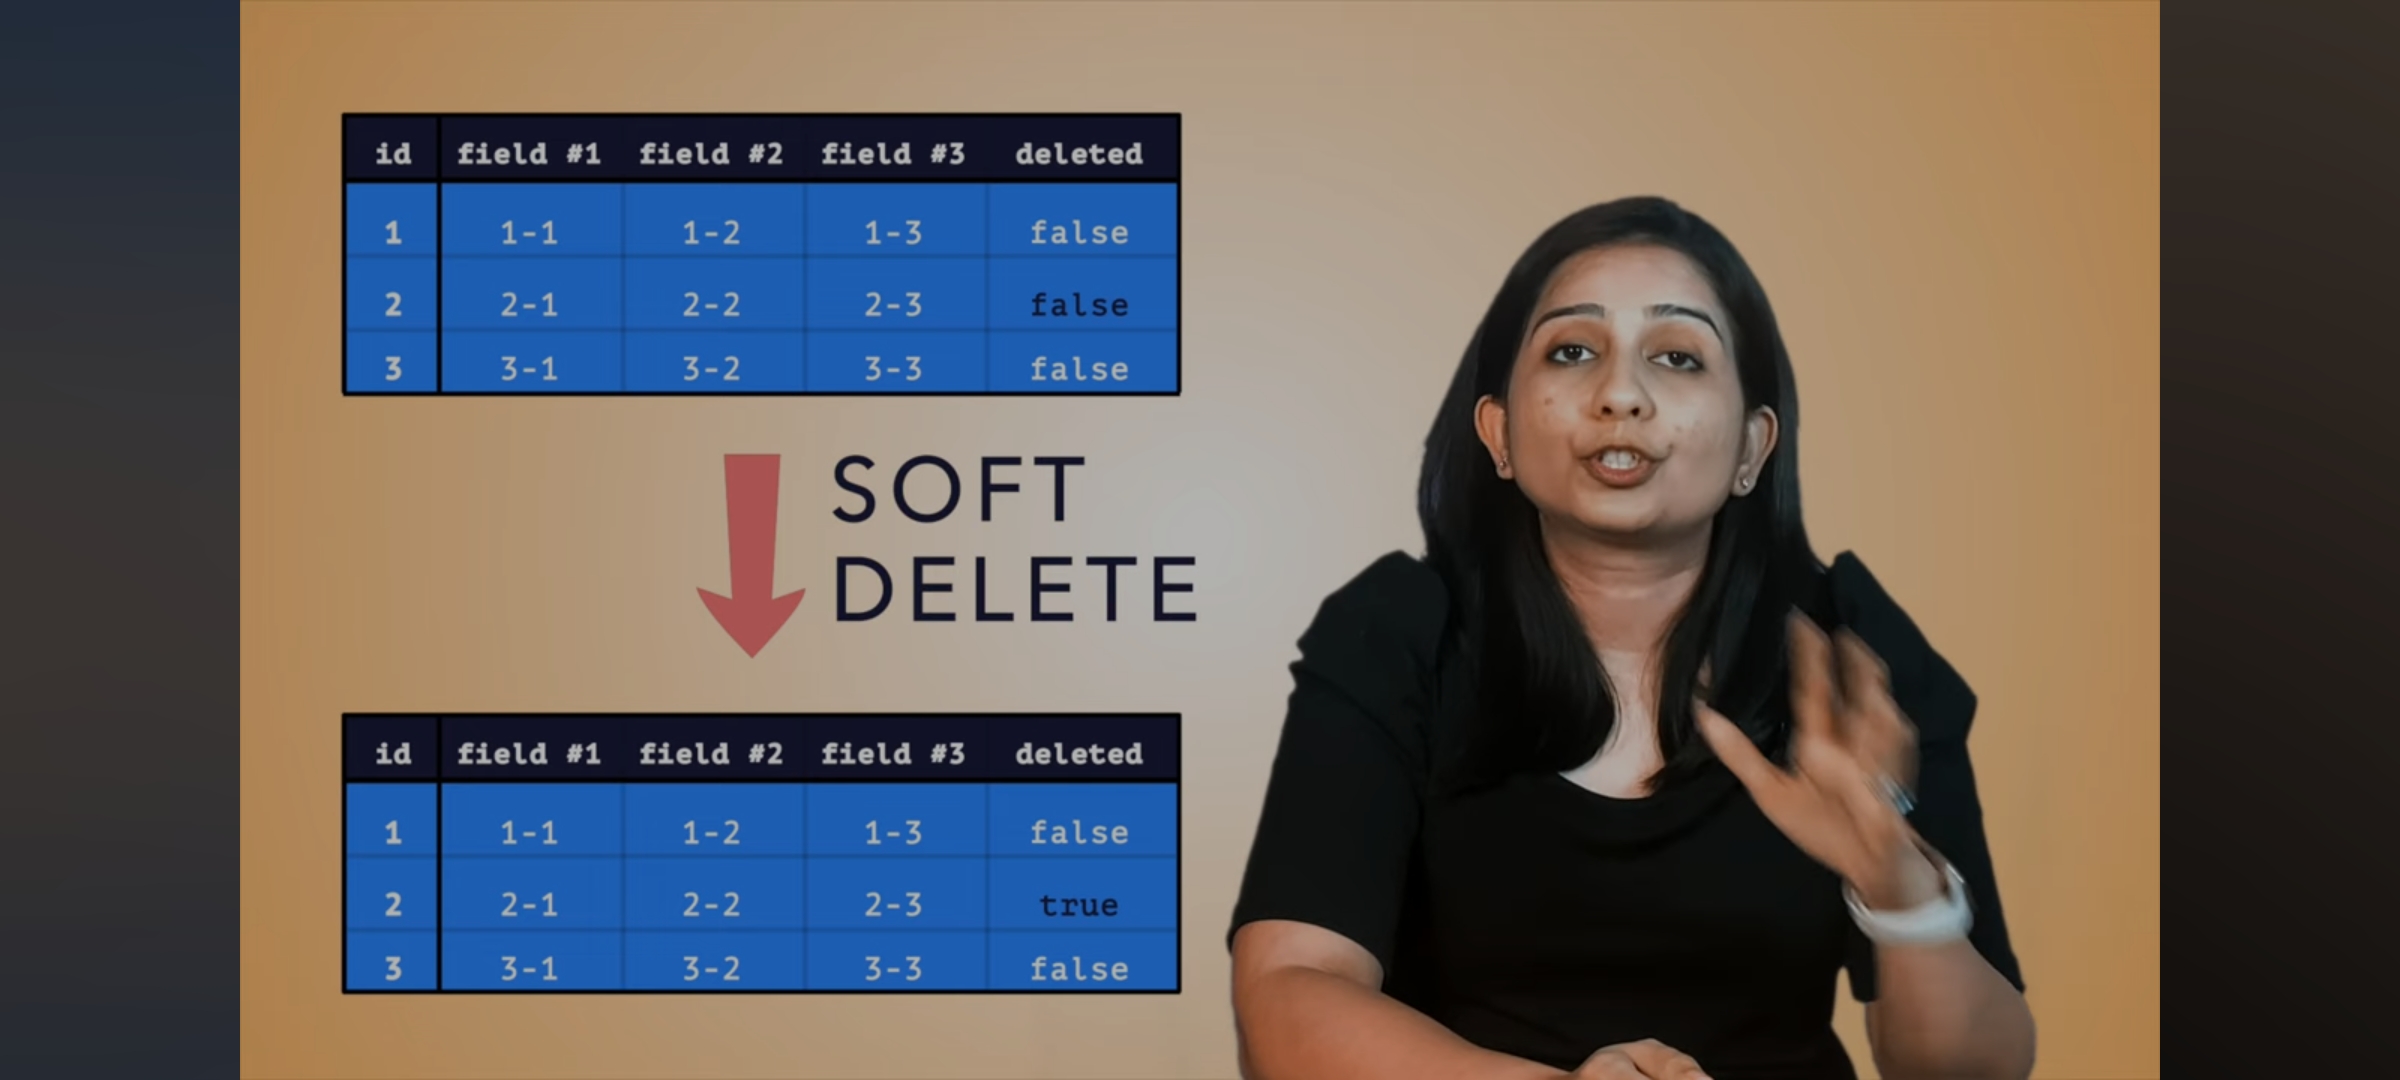 id field #1 field #2 field #3 deleted
1 1-1 1-2 1-3 false
2 2-1 2-2 2-3 false
3 3-1 3-2 3-3 false
SOFT
DELETE
id field #1 field #2 field #3 deleted
1 1-1 1-2 1-3 false
2 2-1 2-2 2-3 true
3 3-1 3-2 3-3 false